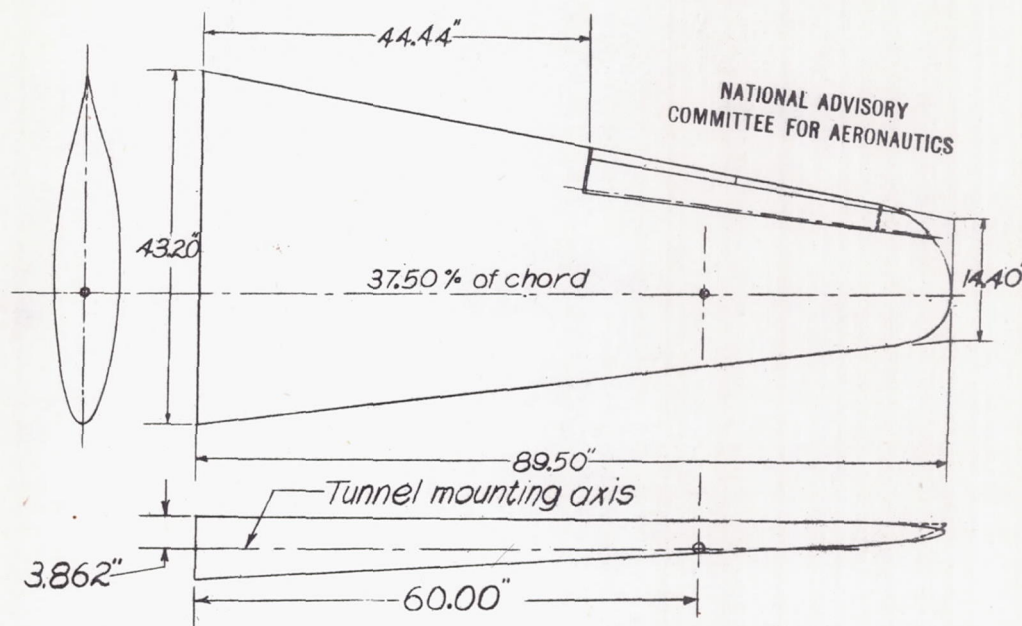 44.44"
NATIONAL ADVISORY
COMMITTEE FOR AERONAUTICS
43.20"
37.50% of chord
14.40"
89.50"
Tunnel mounting axis
3.862"
60.00"